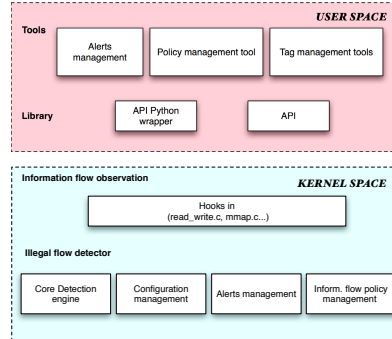 USER SPACE
Tools
Alerts
management
Policy management tool
Tag management tools
Library
API Python
wrapper
API
Information flow observation
KERNEL SPACE
Hooks in
(read_write.c, mmap.c...)
Illegal flow detector
Core Detection
engine
Configuration
management
Alerts management
Inform. flow policy
management